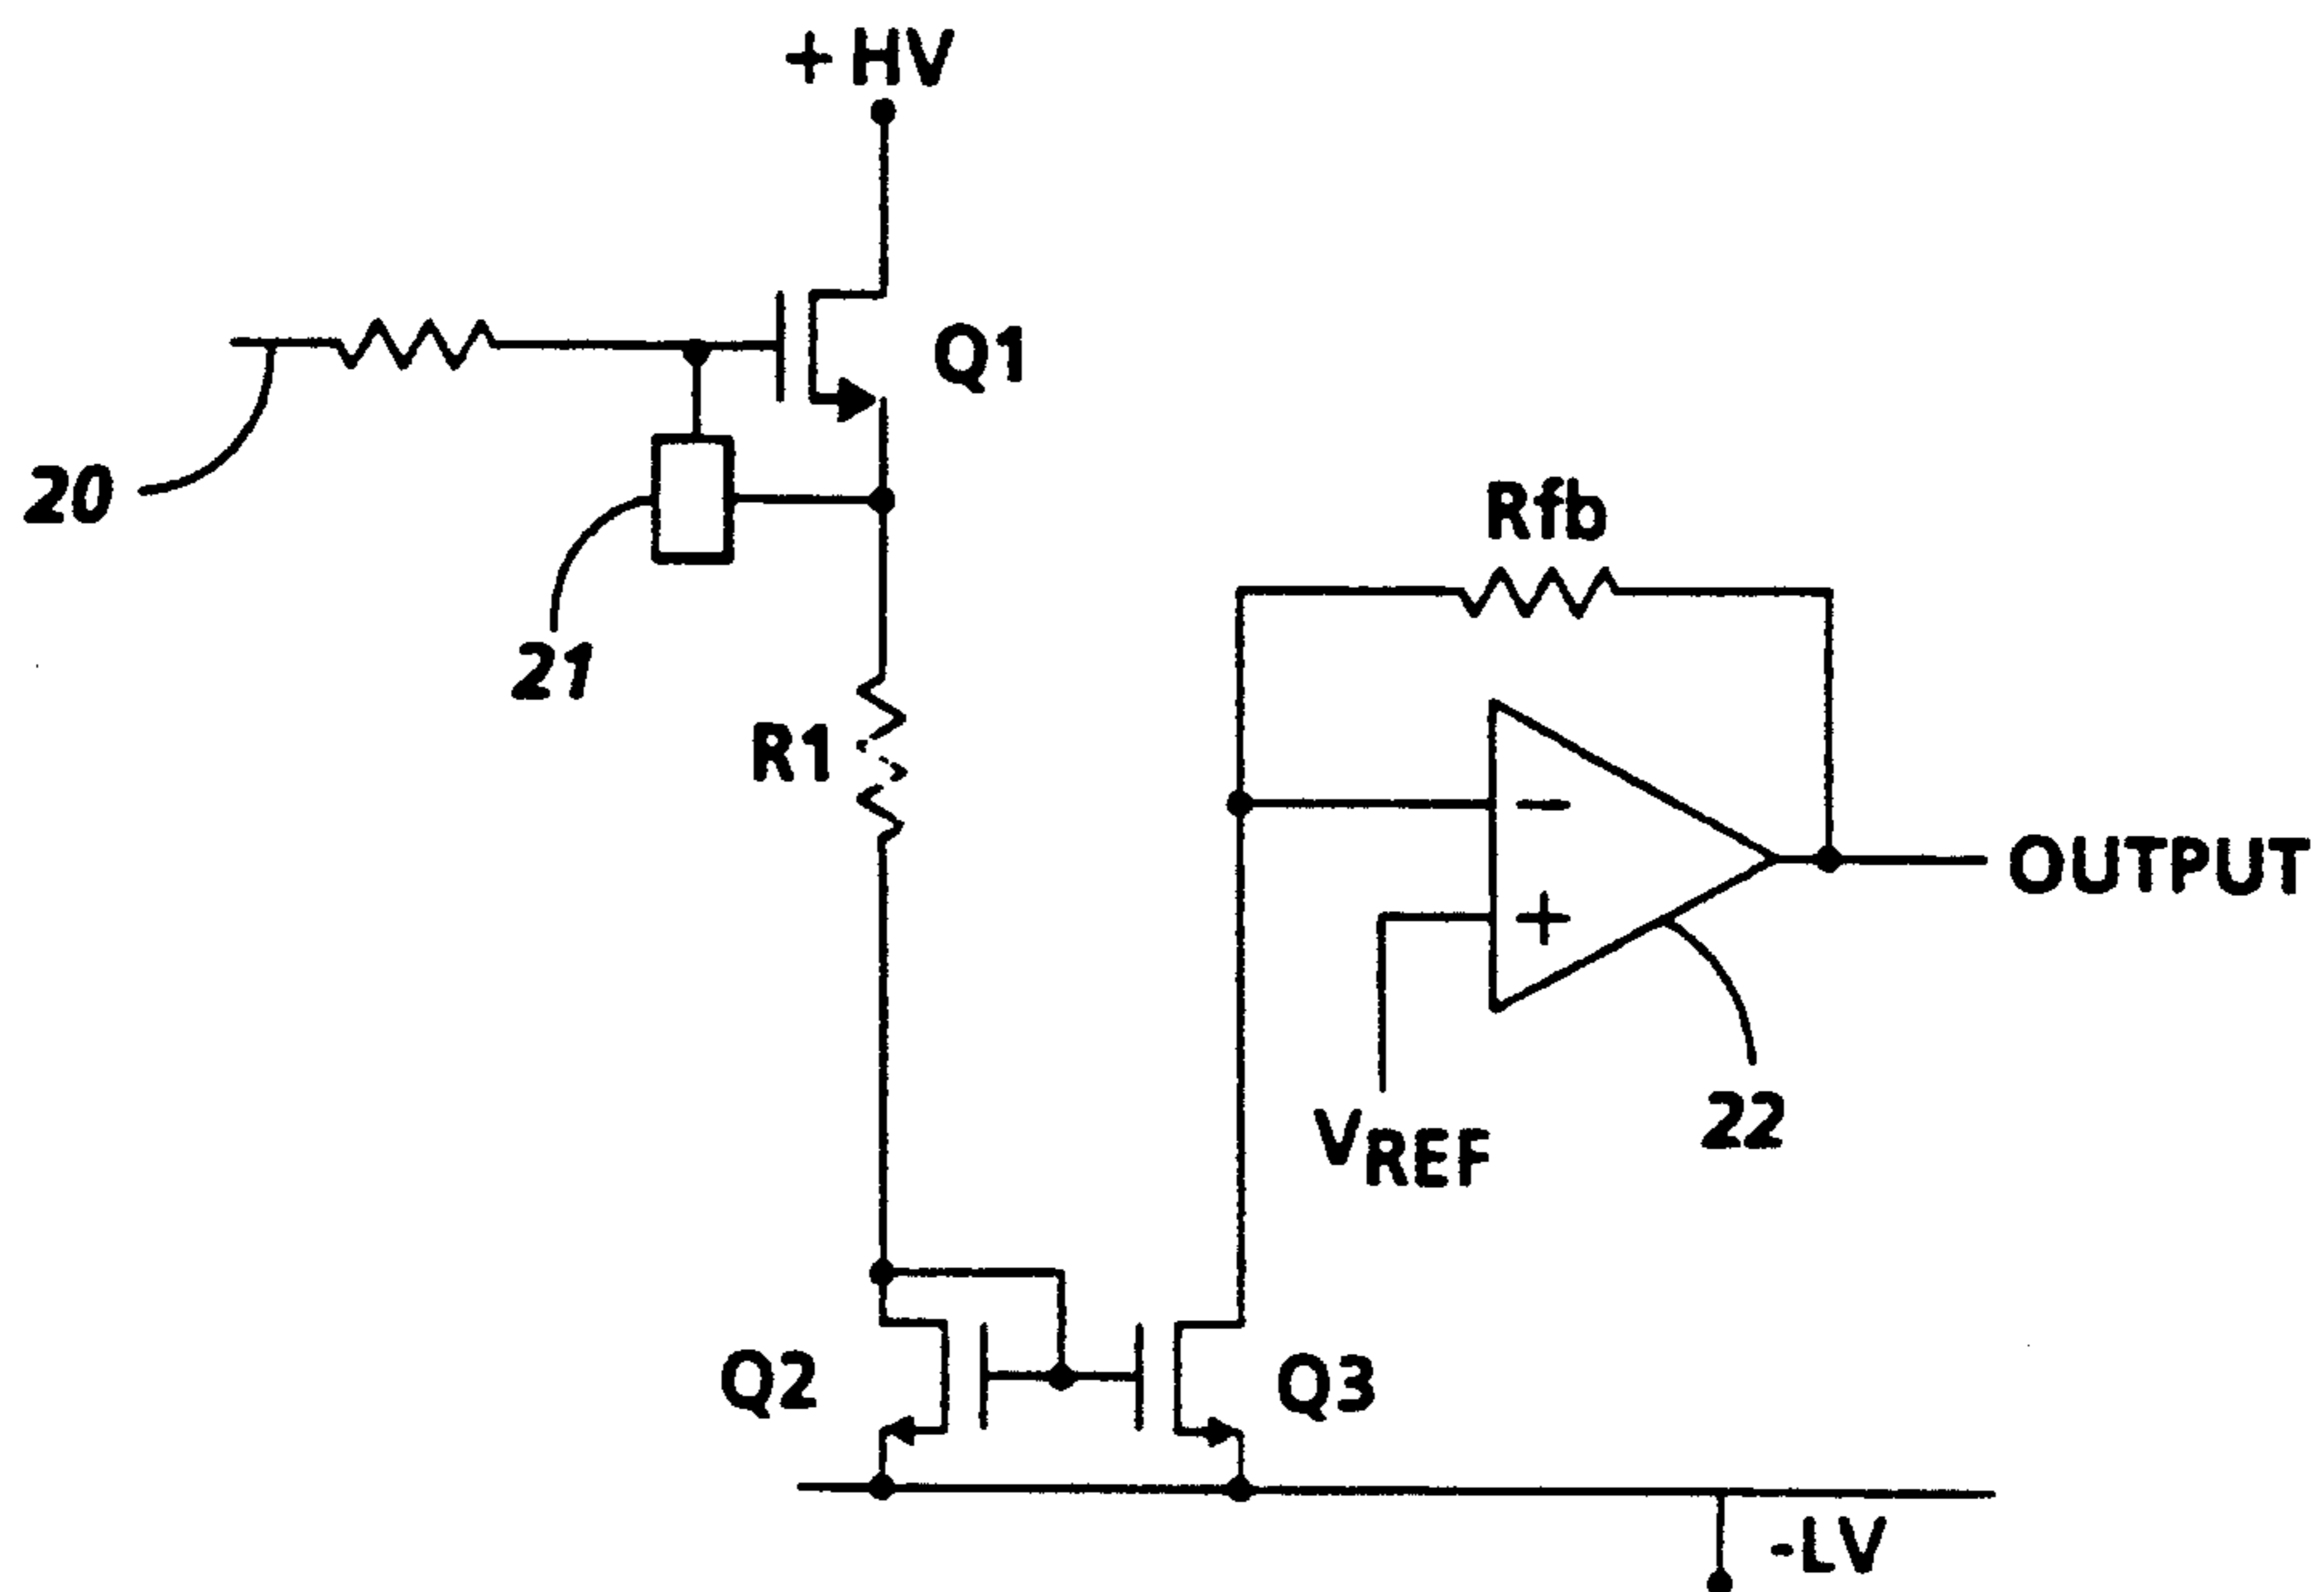 + HV
Q1
20
Rfb
21
R1
-
OUTPUT
+
VREF
22
Q2
Q3
-LV